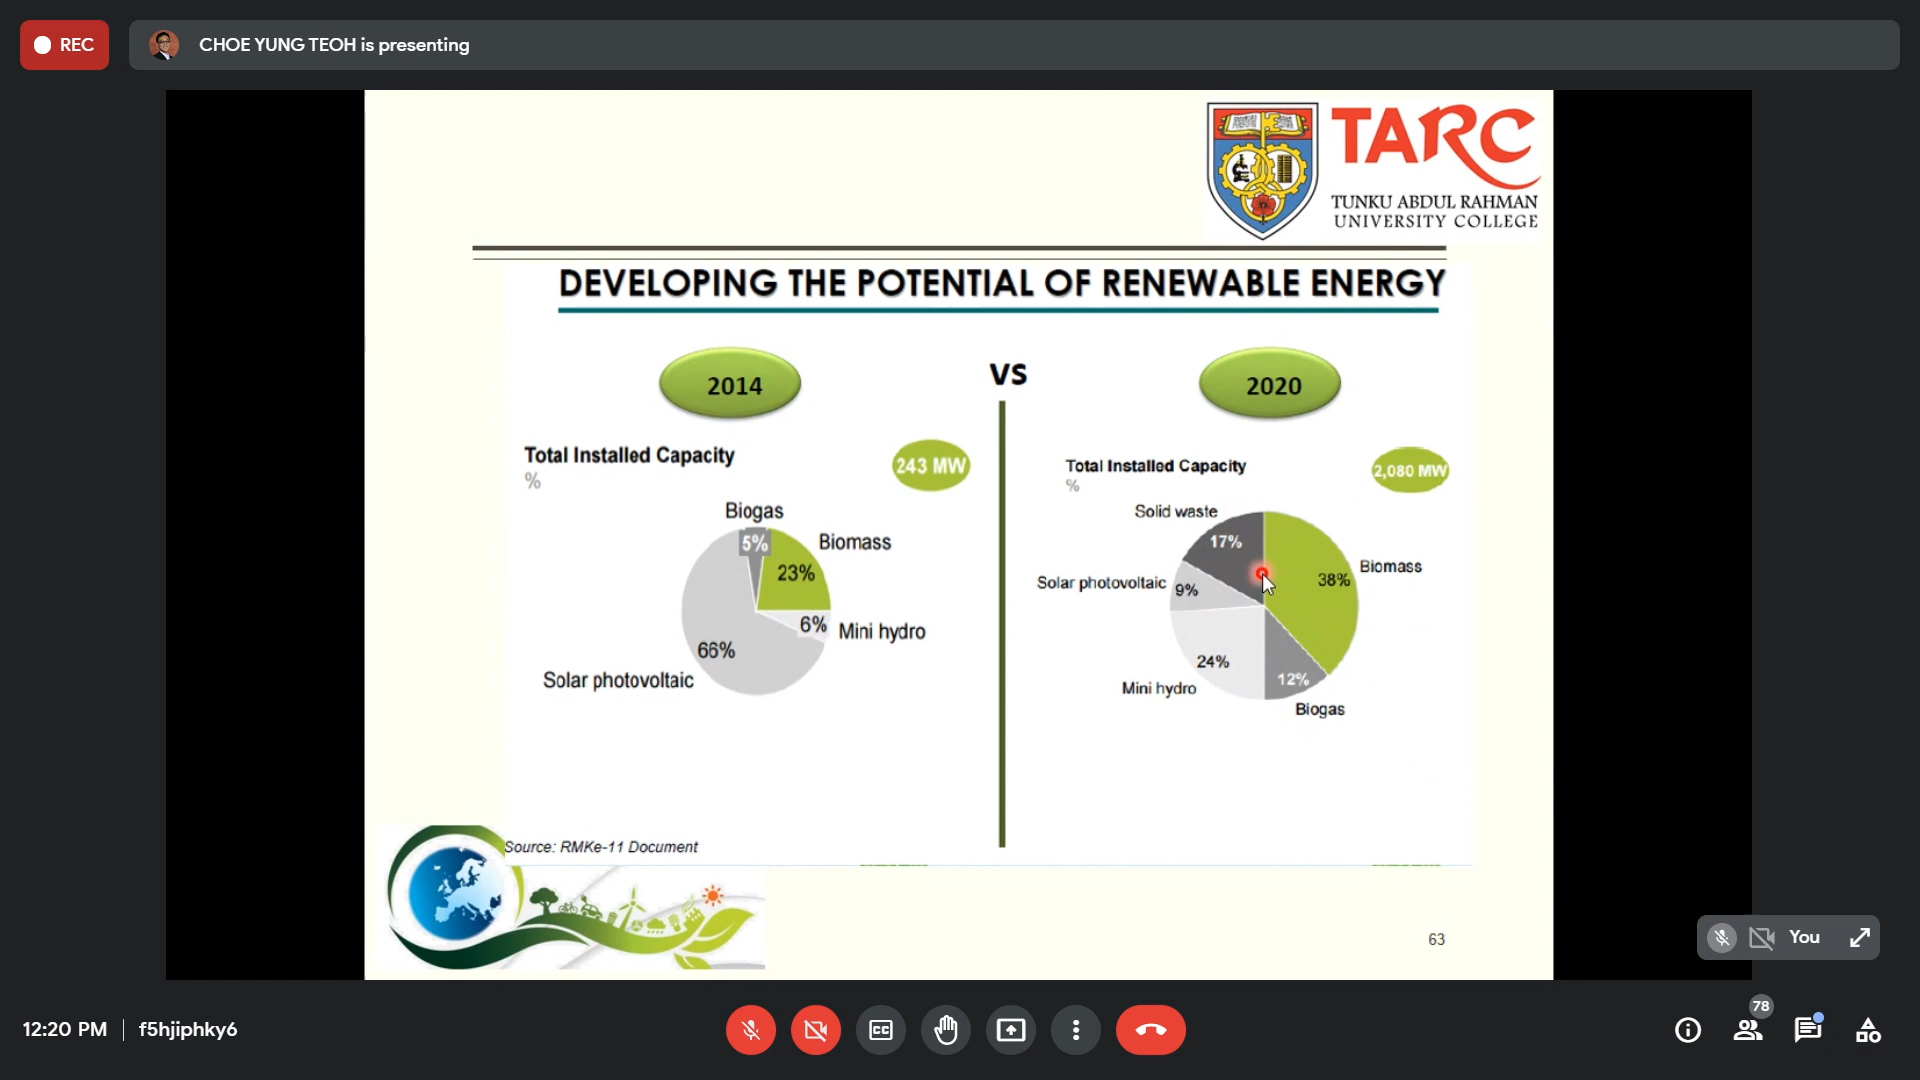 REC
CHOE YUNG TEOH is presenting
TARC
TUNKU ABDUL RAHMAN
UNIVERSITY COLLEGE
DEVELOPING THE POTENTIAL OF RENEWABLE ENERGY
2014
VS
2020
Total Installed Capacity
%
243 MW
Biogas
5%
Biomass
23%
6%
Mini hydro
66%
Solar photovoltaic
Total Installed Capacity
%
2,080 MW
Solid waste
17%
Biomass
38%
Solar photovoltaic
9%
24%
Mini hydro
12%
Biogas
Source: RMKe-11 Document
63
You
12:20 PM
f5hjiphky6
CC
78